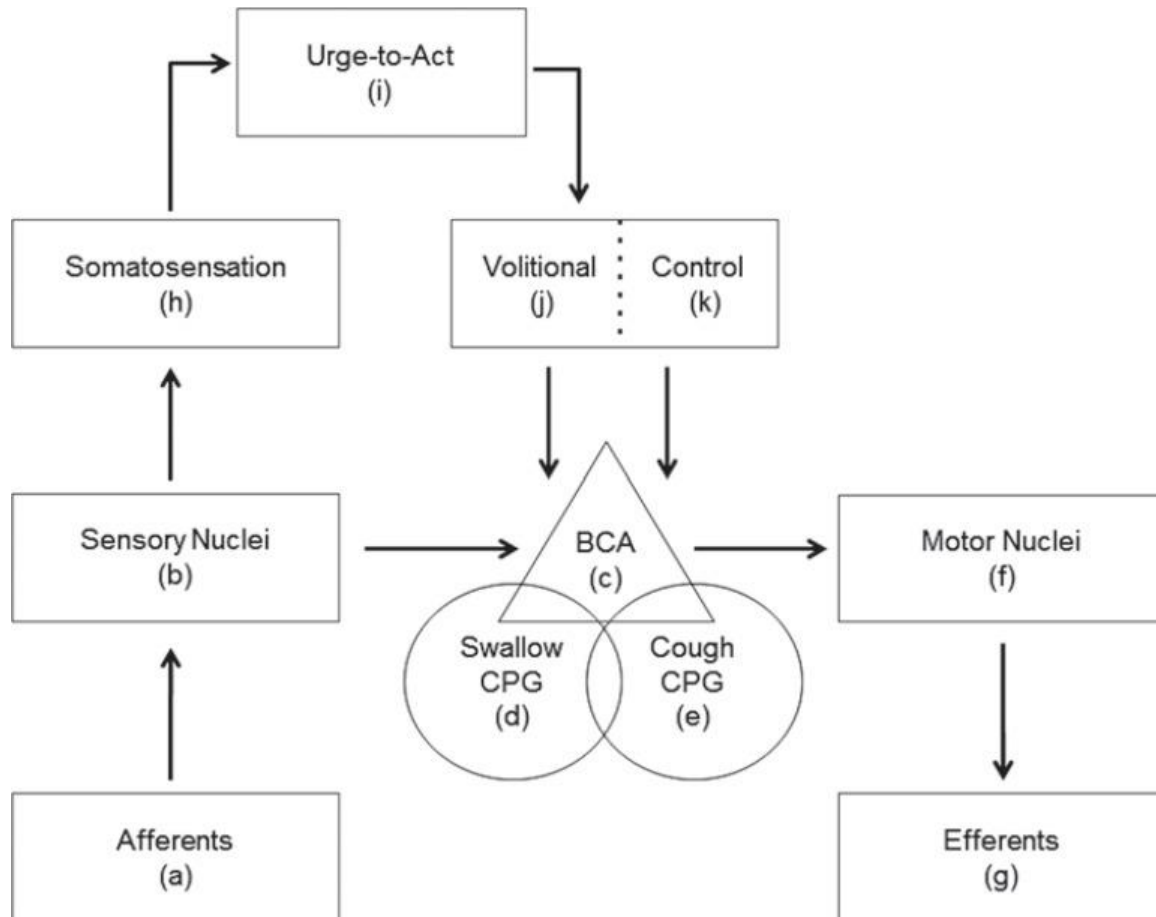 Urge-to-Act
(i)
Somatosensation
(h)
Volitional
(j)
Control
(k)
Sensory Nuclei
(b)
BCA
(c)
Motor Nuclei
(f)
Swallow
CPG
(d)
Cough
CPG
(e)
Afferents
(a)
Efferents
(g)